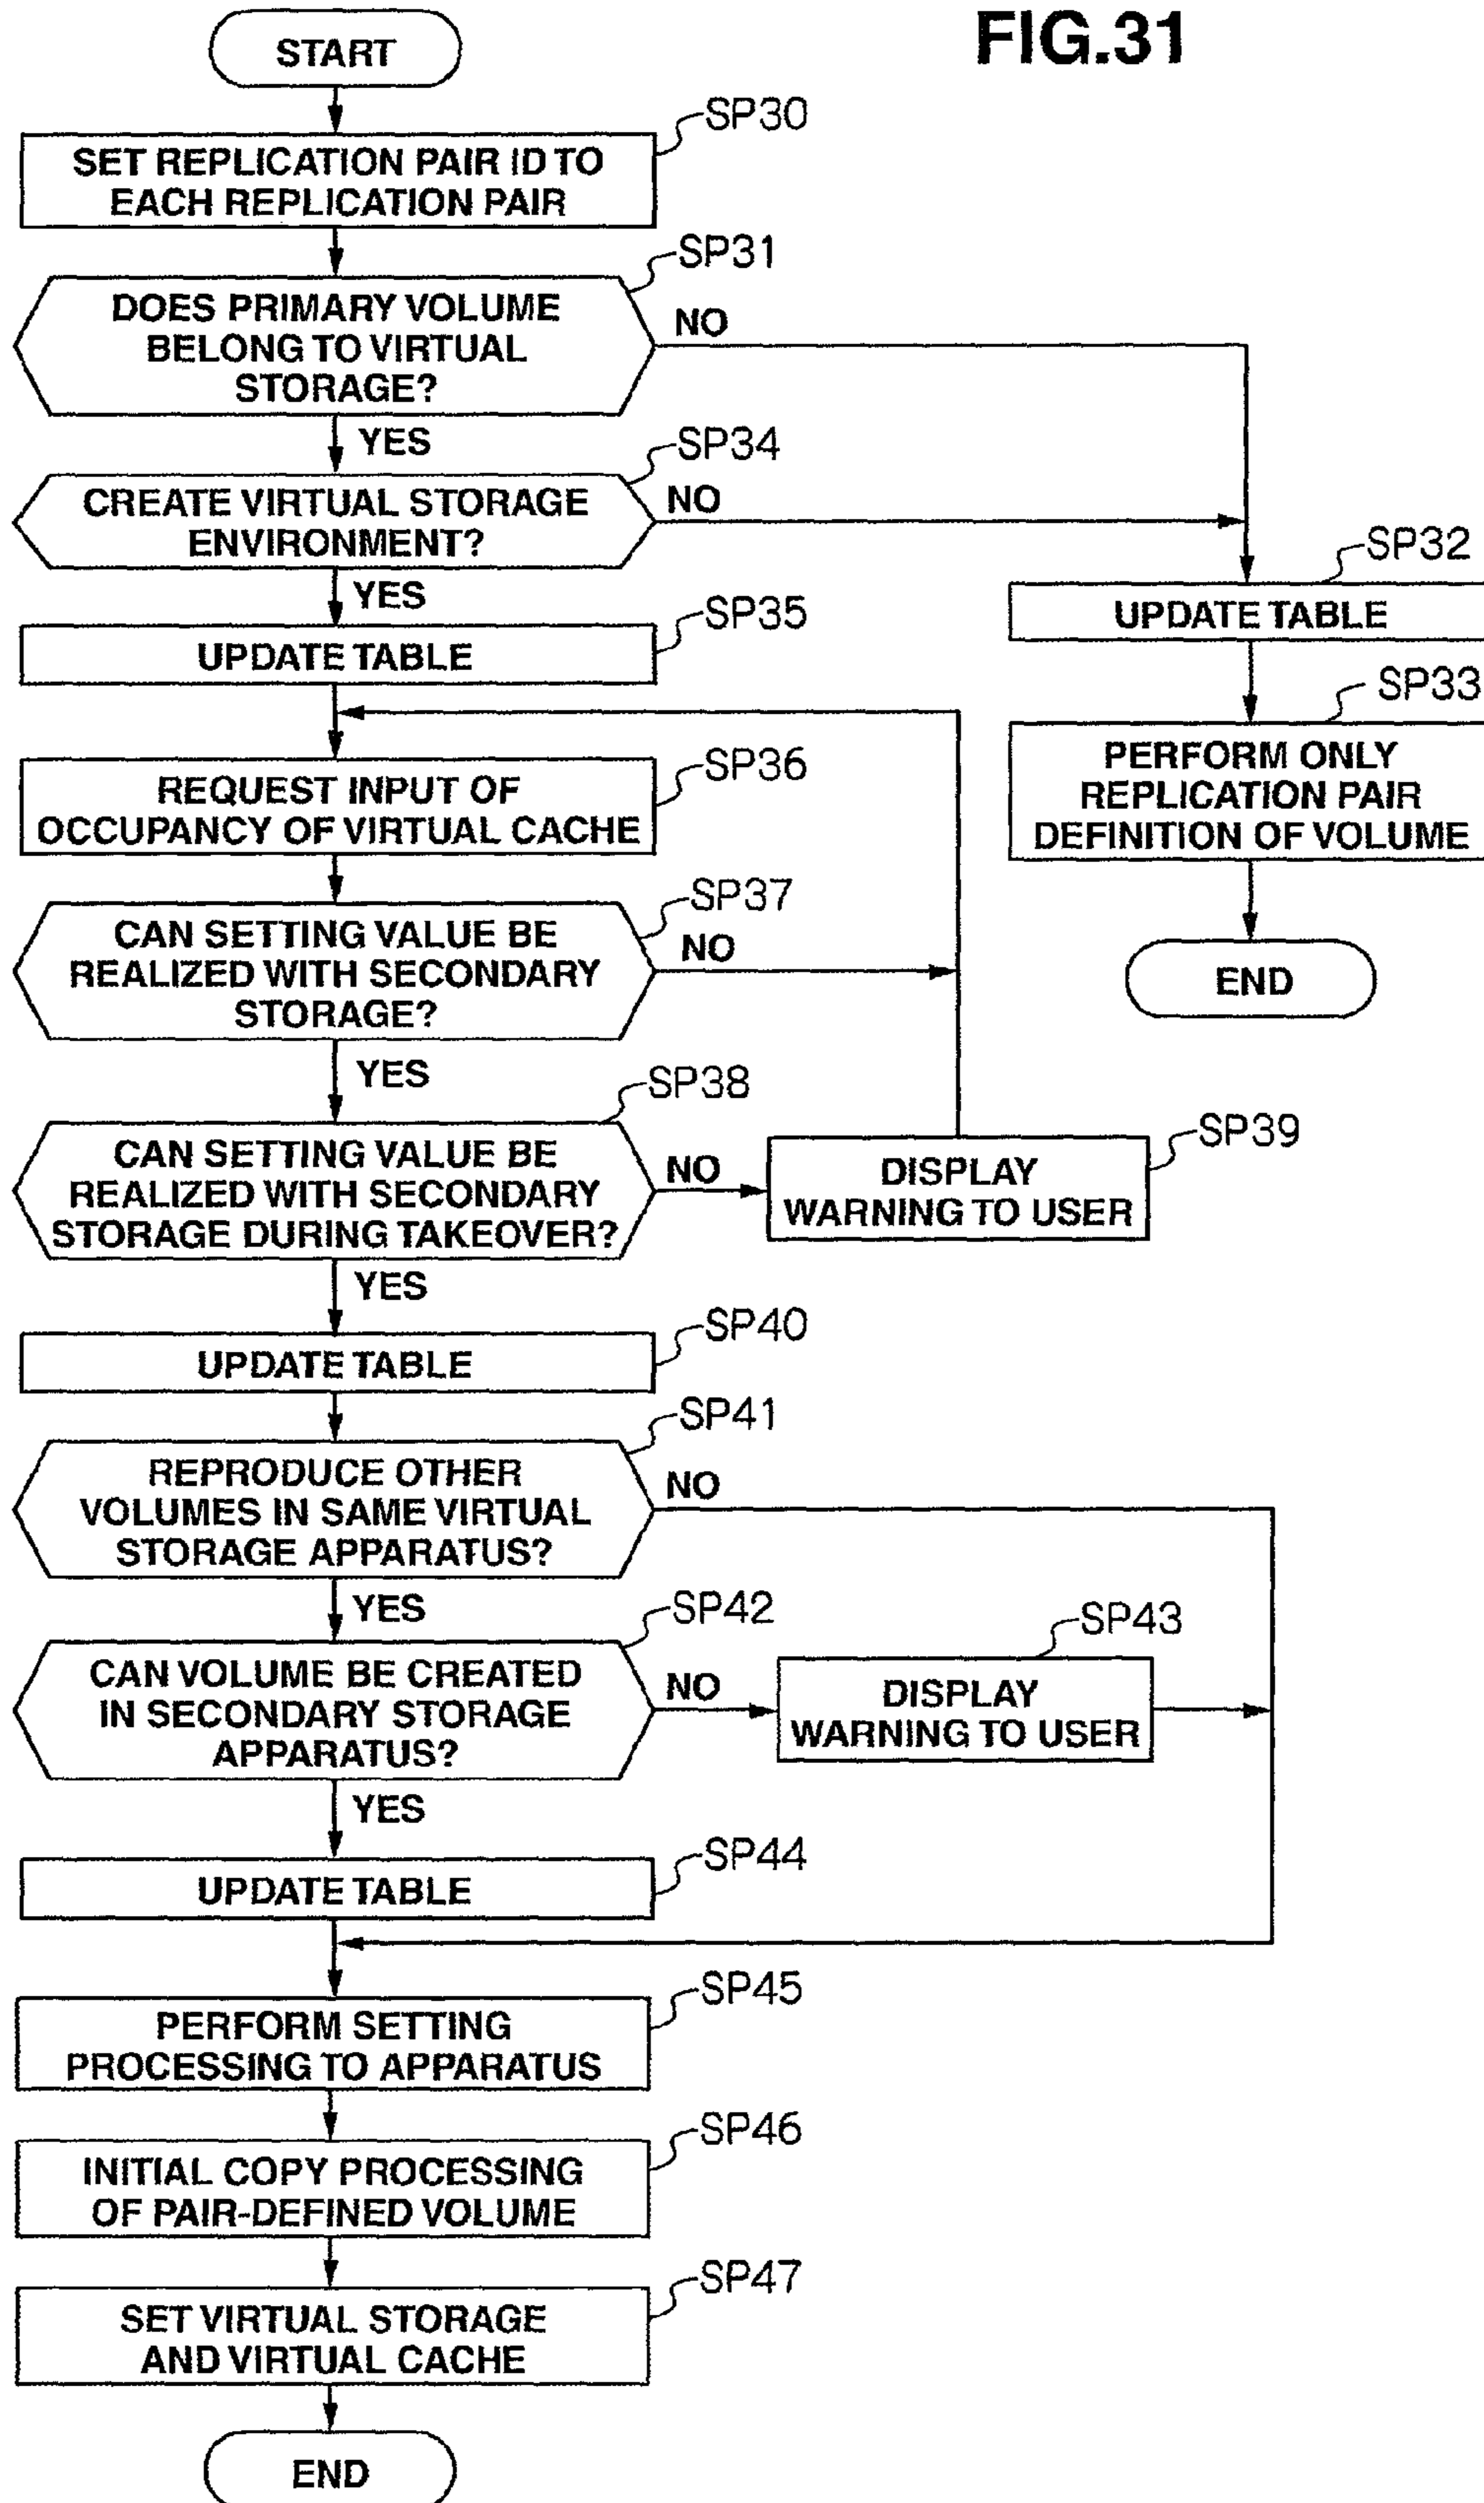 FIG.31
START
SP30
SET REPLICATION PAIR ID TO
EACH REPLICATION PAIR
SP31
DOES PRIMARY VOLUME
BELONG TO VIRTUAL
STORAGE?
NO
YES
SP34
CREATE VIRTUAL STORAGE
ENVIRONMENT?
NO
YES
SP32
UPDATE TABLE
SP35
UPDATE TABLE
SP33
PERFORM ONLY
REPLICATION PAIR
DEFINITION OF VOLUME
END
SP36
REQUEST INPUT OF
OCCUPANCY OF VIRTUAL CACHE
SP37
CAN SETTING VALUE BE
REALIZED WITH SECONDARY
STORAGE?
NO
YES
SP38
CAN SETTING VALUE BE
REALIZED WITH SECONDARY
STORAGE DURING TAKEOVER?
NO
SP39
DISPLAY
WARNING TO USER
YES
SP40
UPDATE TABLE
SP41
REPRODUCE OTHER
VOLUMES IN SAME VIRTUAL
STORAGE APPARATUS?
NO
YES
SP42
CAN VOLUME BE CREATED
IN SECONDARY STORAGE
APPARATUS?
NO
SP43
DISPLAY
WARNING TO USER
YES
SP44
UPDATE TABLE
SP45
PERFORM SETTING
PROCESSING TO APPARATUS
SP46
INITIAL COPY PROCESSING
OF PAIR-DEFINED VOLUME
SP47
SET VIRTUAL STORAGE
AND VIRTUAL CACHE
END